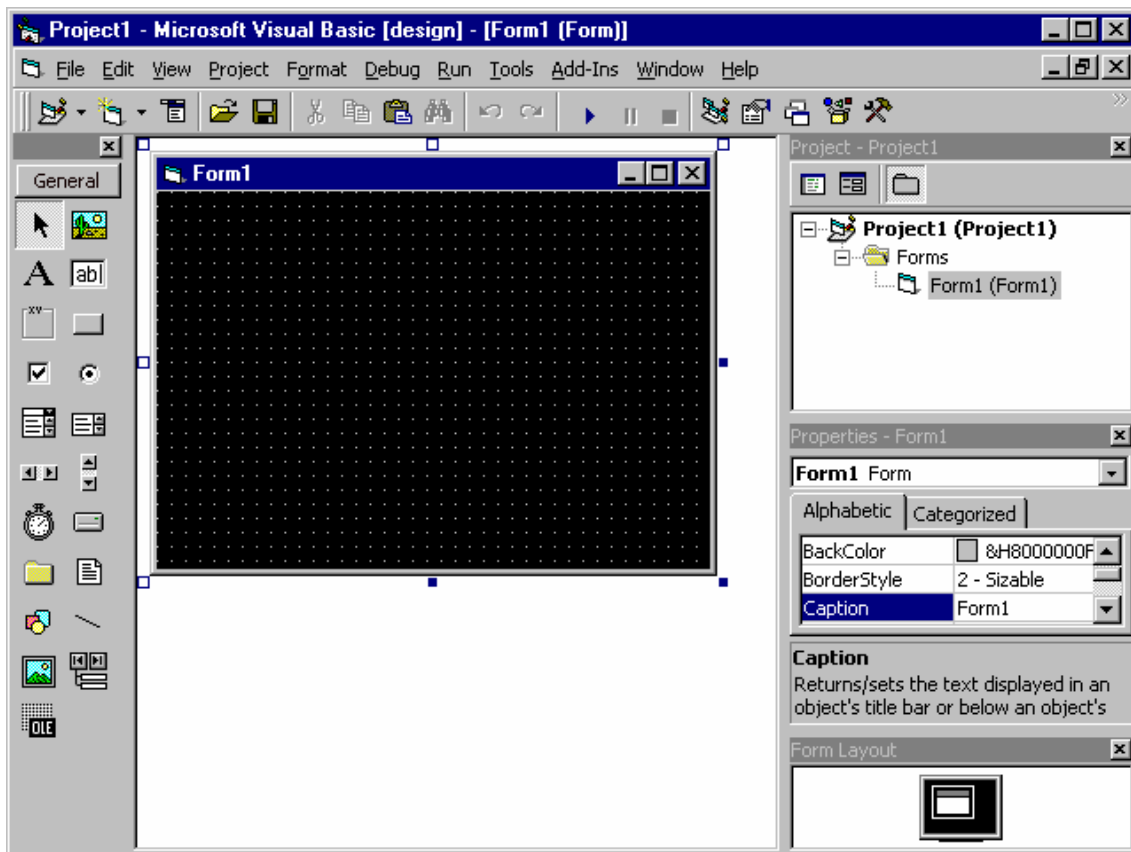 Project1 - Microsoft Visual Basic [design] - [Form1 (Form)]
File Edit View Project Format Debug Run Tools Add-Ins Window Help
General
A
ab
xv
OLE
Form1
Project - Project1
Project1 (Project1)
Forms
Form1 (Form1)
Properties - Form1
Form1 Form
Alphabetic Categorized
BackColor &H8000000F
BorderStyle 2 - Sizable
Caption Form1
Caption
Returns/sets the text displayed in an
object's title bar or below an object's
Form Layout